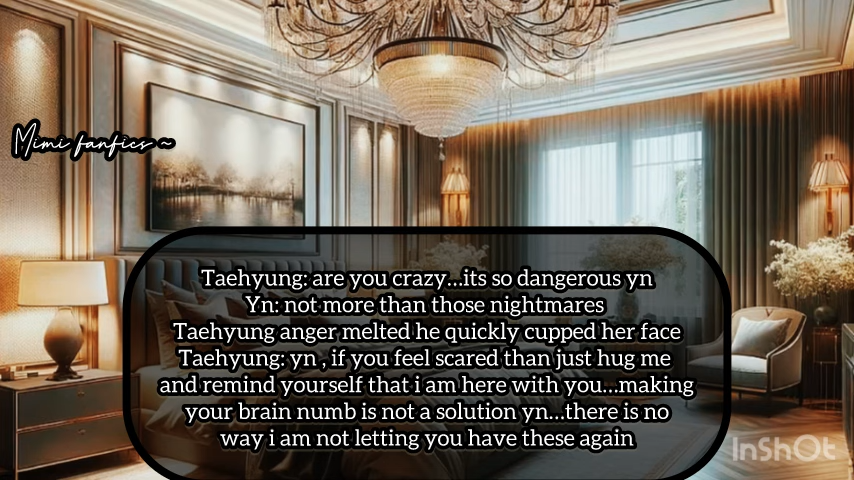 Mimi fanfics ~
Taehyung: are you crazy...its so dangerous yn
Yn: not more than those nightmares
Taehyung anger melted he quickly cupped her face
Taehyung: yn , if you feel scared than just hug me
and remind yourself that i am here with you...making
your brain numb is not a solution yn...there is no
way i am not letting you have these again
InShOt